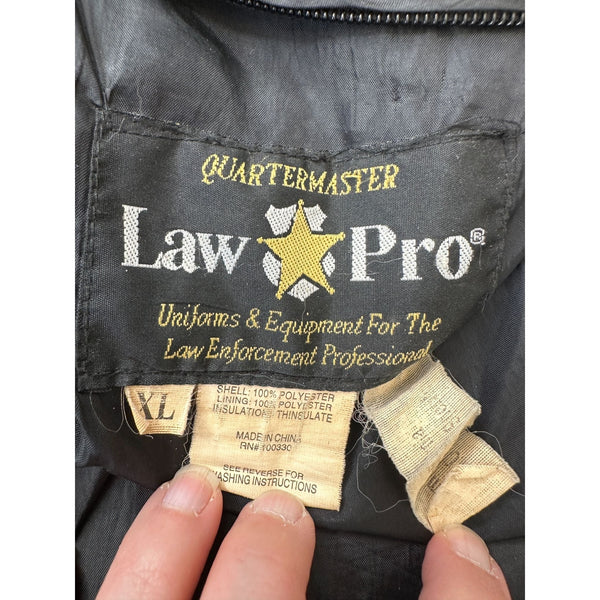 QUARTERMASTER
Law Pro®
Uniforms & Equipment For The
Law Enforcement Professional
XL
SHELL: 100% POLYESTER
LINING: 100% POLYESTER
INSULATION: THINSULATE
MADE IN CHINA
RN# 100330
SEE REVERSE FOR
WASHING INSTRUCTIONS